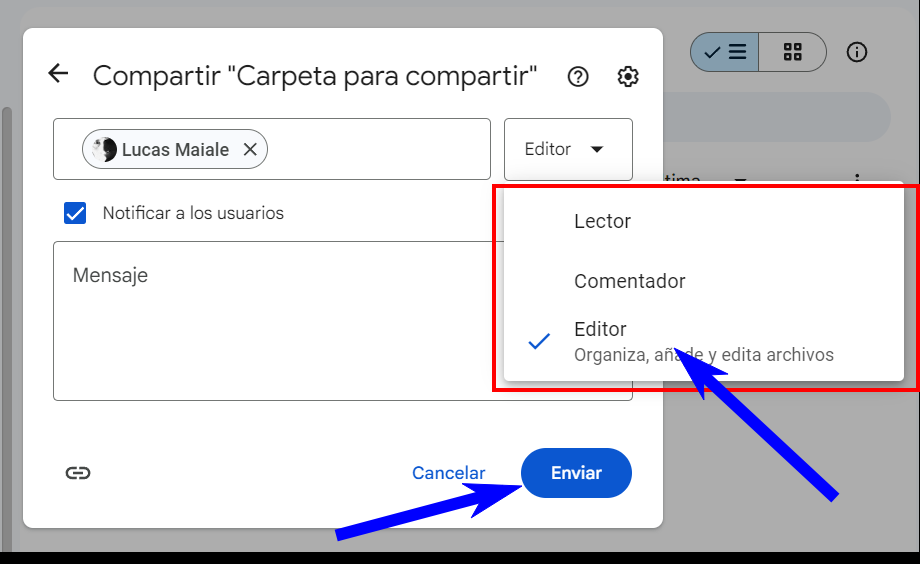 Compartir "Carpeta para compartir"
Lucas Maiale
Editor
Notificar a los usuarios
Mensaje
Lector
Comentador
Editor
Organiza, añade y edita archivos
Cancelar
Enviar